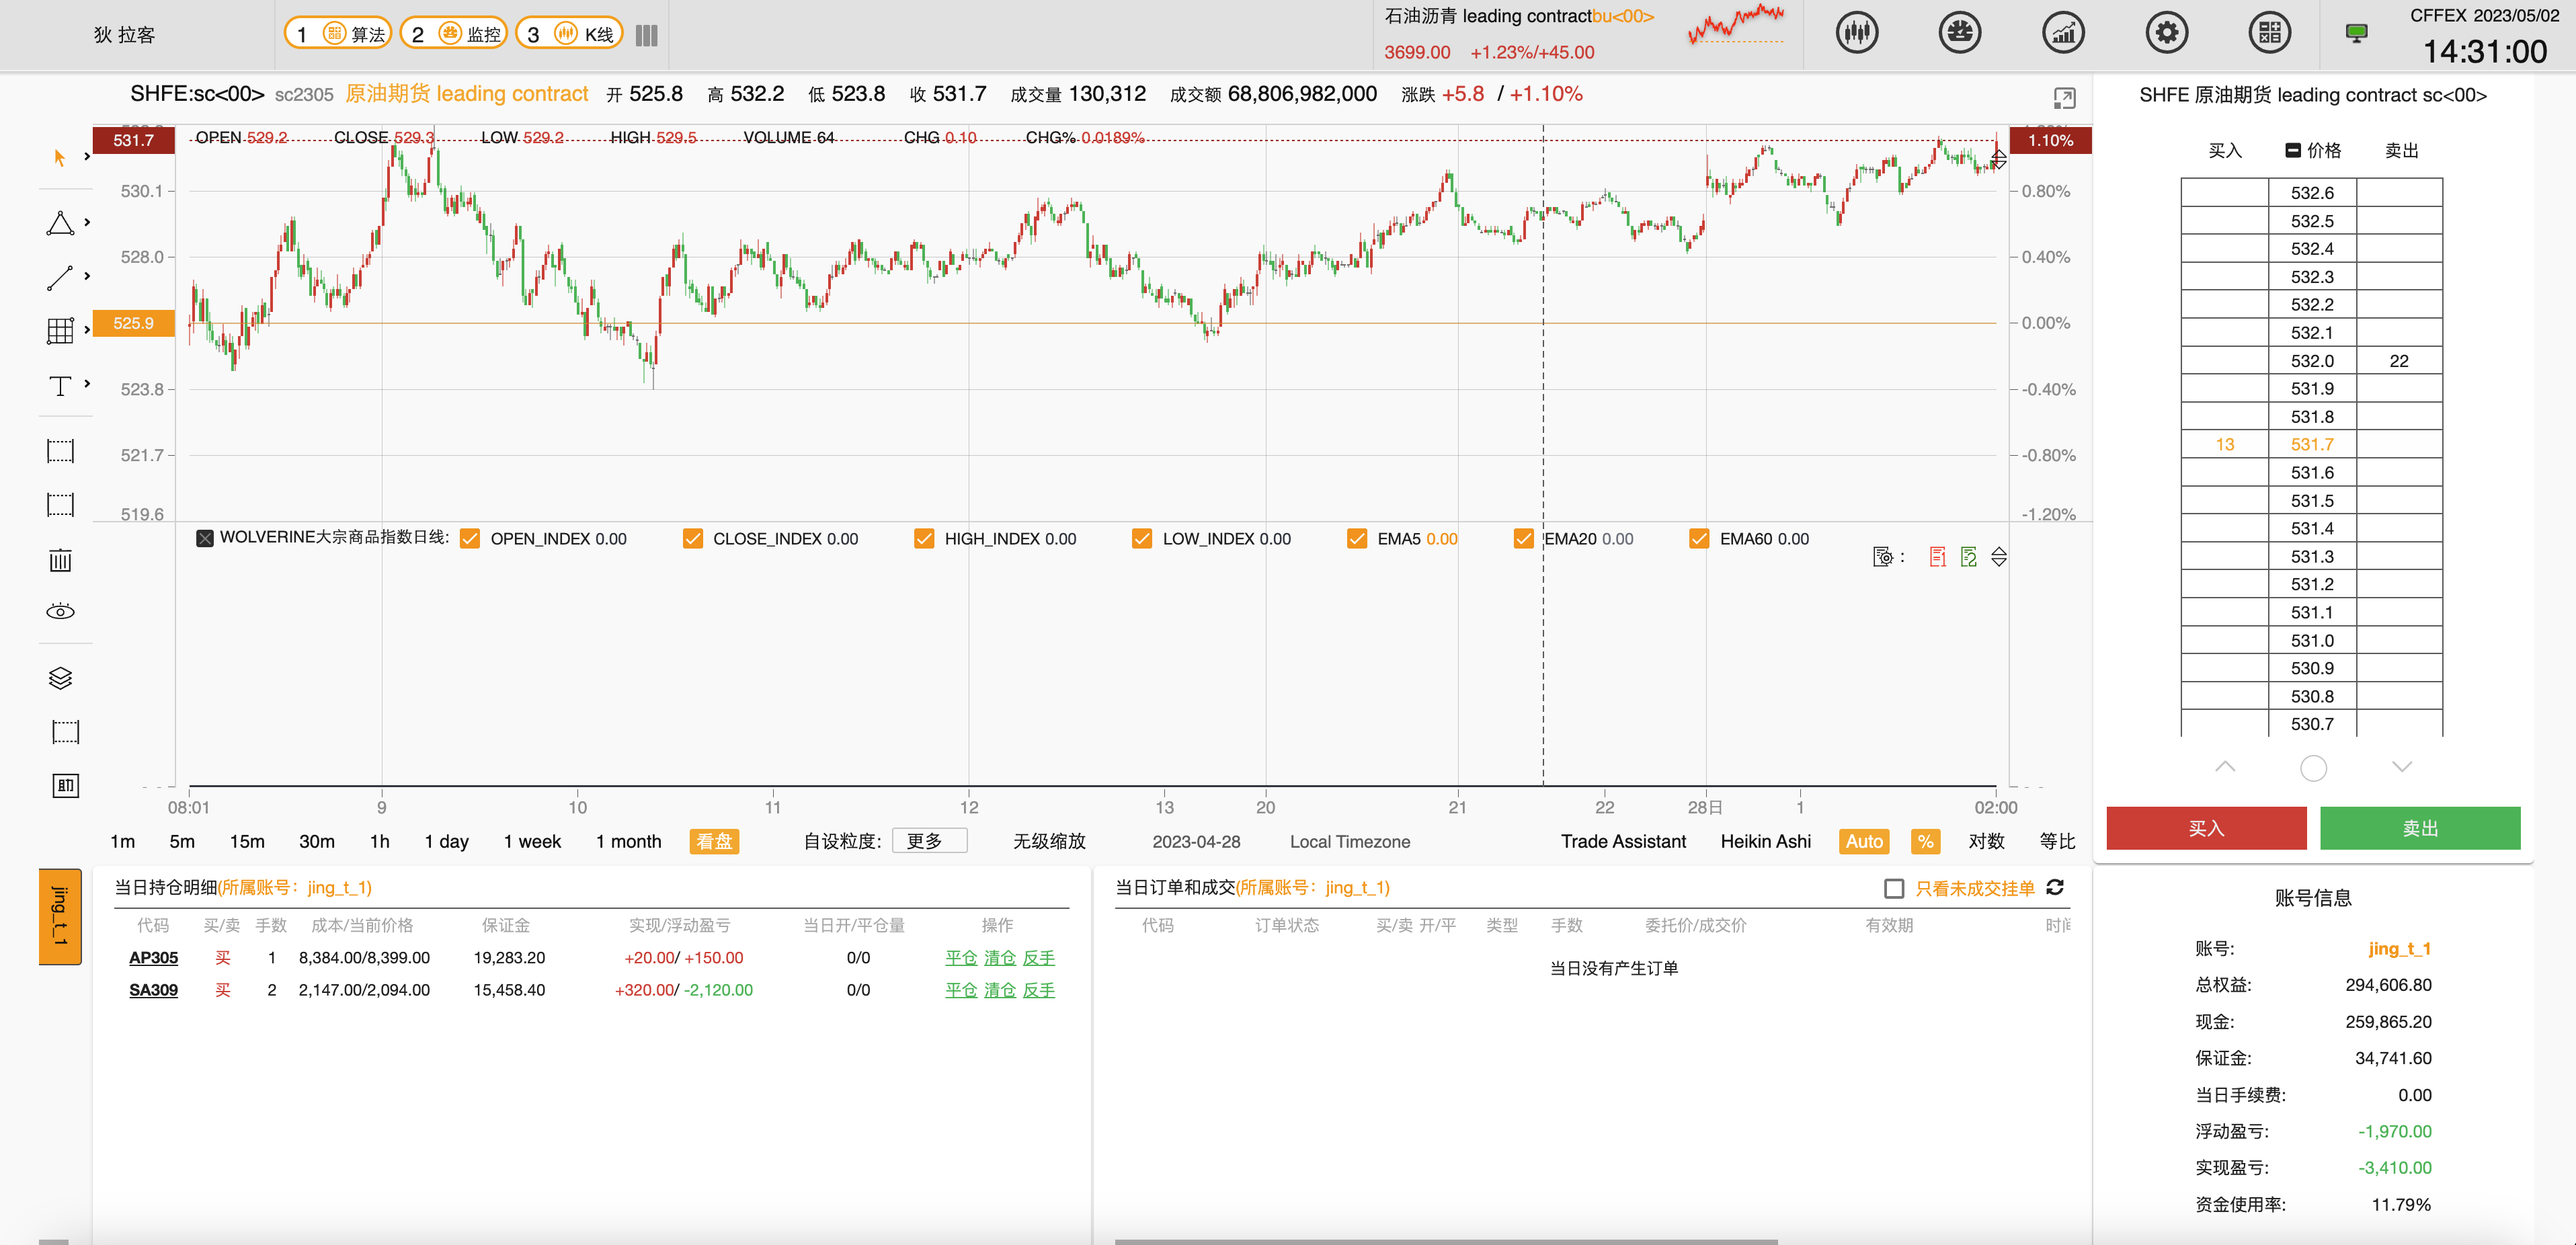 狄 拉客
1 算法 2 监控 3 K线
石油沥青 leading contractbu<00>
3699.00 +1.23%/+45.00
CFFEX 2023/05/02
14:31:00
SHFE:sc<00> sc2305 原油期货 leading contract 开 525.8 高 532.2 低 523.8 收 531.7 成交量 130,312 成交额 68,806,982,000 涨跌 +5.8 / +1.10%
OPEN 529.2 CLOSE 529.3 LOW 529.2 HIGH 529.5 VOLUME 64 CHG 0.10 CHG% 0.0189%
531.7 1.10%
530.1 0.80%
528.0 0.40%
525.9 0.00%
523.8 -0.40%
521.7 -0.80%
519.6 -1.20%
WOLVERINE大宗商品指数日线: OPEN_INDEX 0.00 CLOSE_INDEX 0.00 HIGH_INDEX 0.00 LOW_INDEX 0.00 EMA5 0.00 EMA20 0.00 EMA60 0.00
T
助
08:01 9 10 11 12 13 20 21 22 28日 1 02:00
1m 5m 15m 30m 1h 1 day 1 week 1 month 看盘 自设粒度: 更多 无级缩放 2023-04-28 Local Timezone Trade Assistant Heikin Ashi Auto % 对数 等比
SHFE 原油期货 leading contract sc<00>
买入 价格 卖出
532.6
532.5
532.4
532.3
532.2
532.1
532.0 22
531.9
531.8
13 531.7
531.6
531.5
531.4
531.3
531.2
531.1
531.0
530.9
530.8
530.7
买入 卖出
jing_t_1
当日持仓明细(所属账号: jing_t_1)
代码 买/卖 手数 成本/当前价格 保证金 实现/浮动盈亏 当日开/平仓量 操作
AP305 买 1 8,384.00/8,399.00 19,283.20 +20.00/ +150.00 0/0 平仓 清仓 反手
SA309 买 2 2,147.00/2,094.00 15,458.40 +320.00/ -2,120.00 0/0 平仓 清仓 反手
当日订单和成交(所属账号: jing_t_1) 只看未成交挂单
代码 订单状态 买/卖 开/平 类型 手数 委托价/成交价 有效期 时间
当日没有产生订单
账号信息
账号: jing_t_1
总权益: 294,606.80
现金: 259,865.20
保证金: 34,741.60
当日手续费: 0.00
浮动盈亏: -1,970.00
实现盈亏: -3,410.00
资金使用率: 11.79%